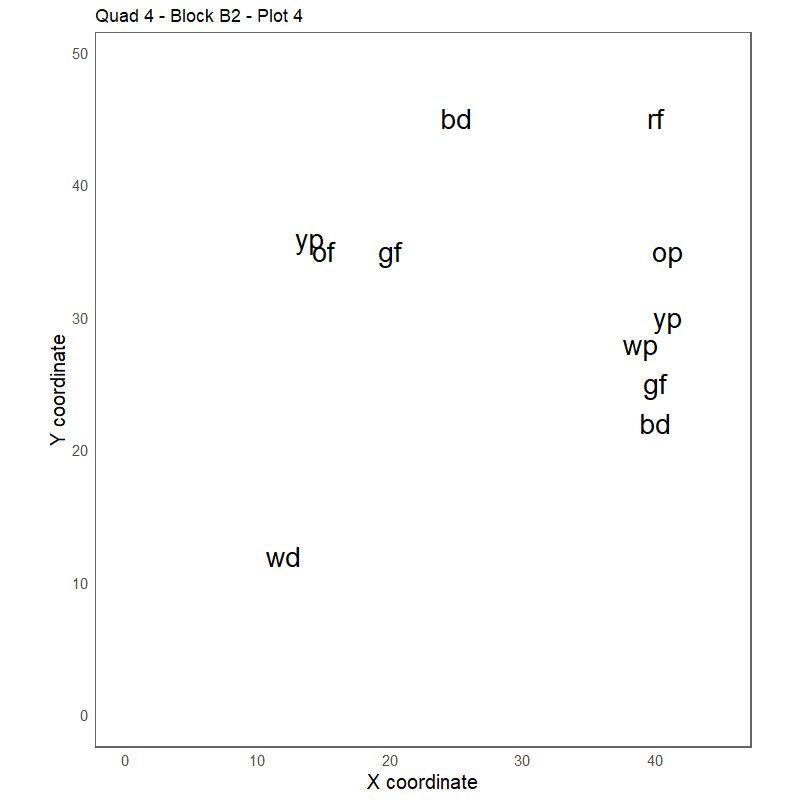 Quad 4 - Block B2 - Plot 4
50
bd
rf
40
yp
of
gf
op
30
yp
wp
gf
bd
20
wd
10
0
0
10
20
30
40
X coordinate
Y coordinate